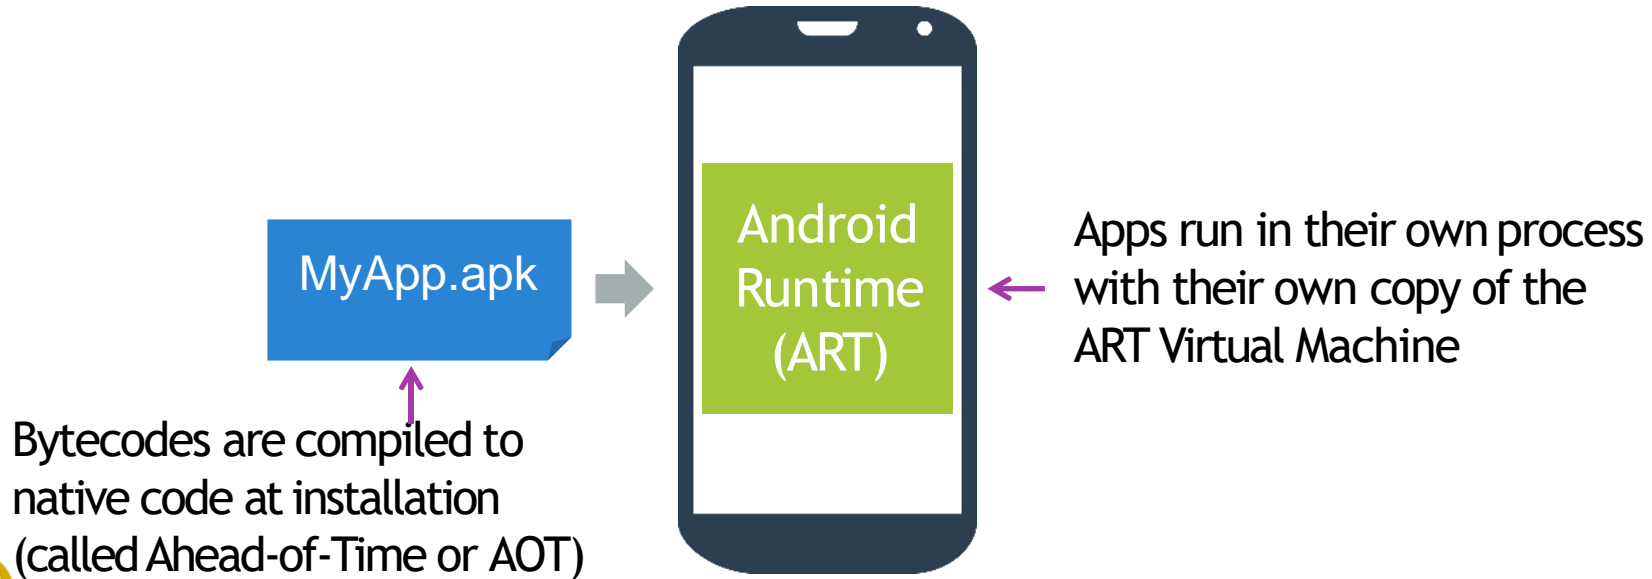 MyApp.apk
Bytecodes are compiled to
native code at installation
(called Ahead-of-Time or AOT)
Android
Runtime
(ART)
Apps run in their own process
with their own copy of the
ART Virtual Machine